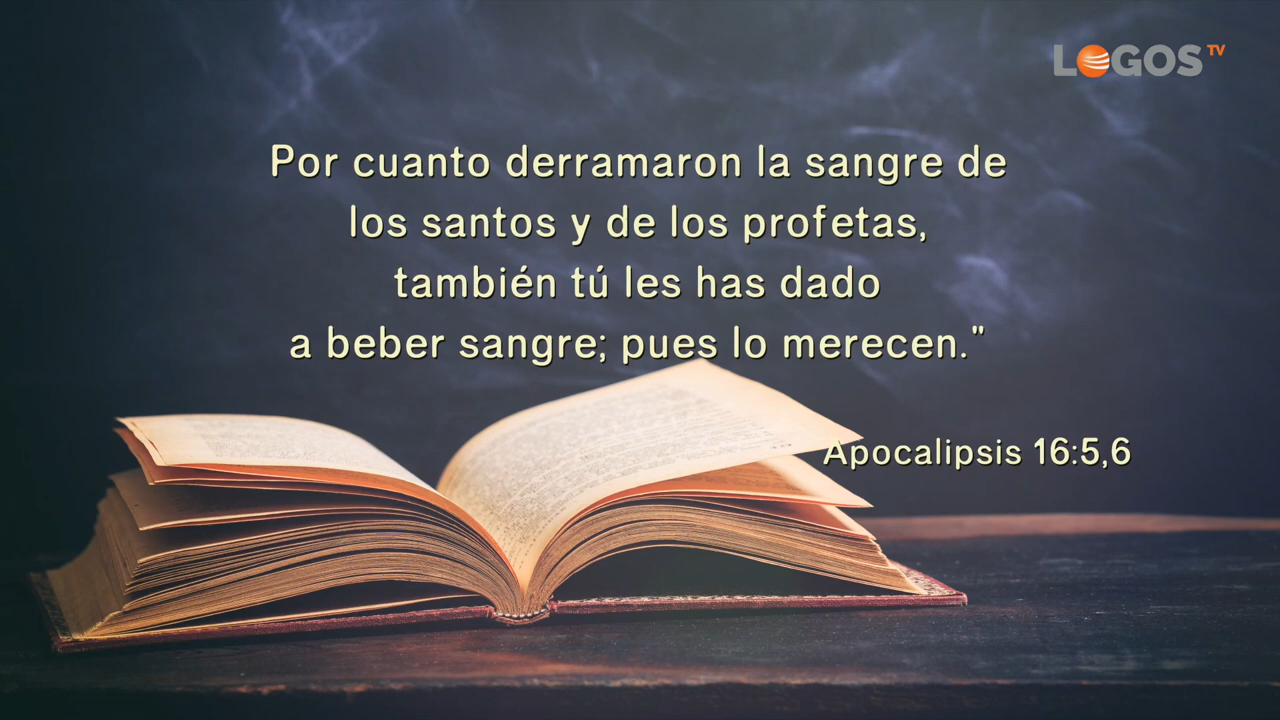 LOGOS TV
Por cuanto derramaron la sangre de
los santos y de los profetas,
también tú les has dado
a beber sangre; pues lo merecen."
Apocalipsis 16:5,6